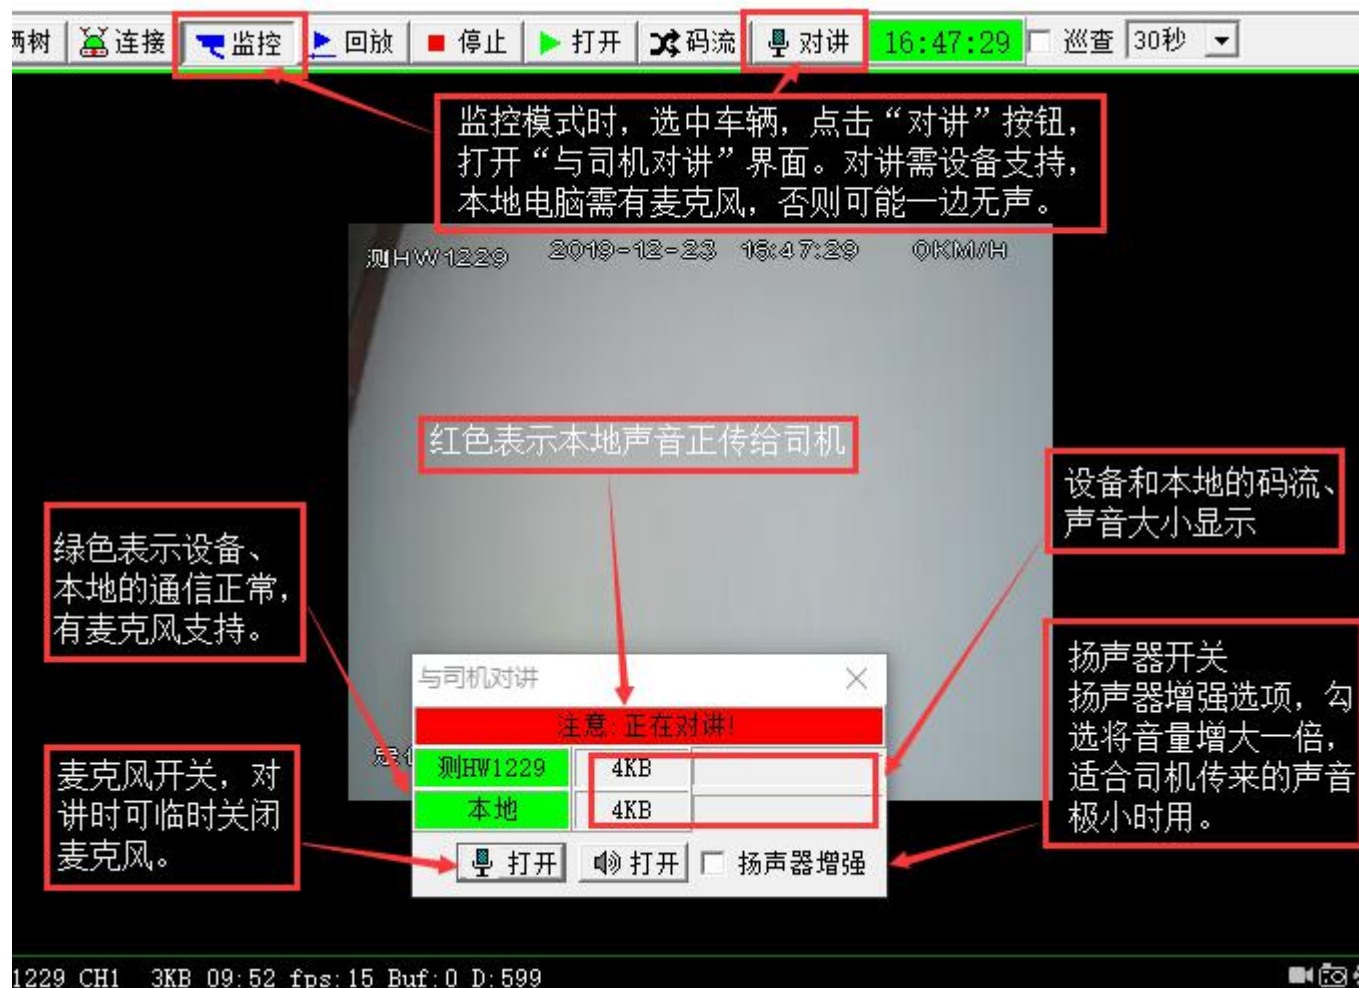 连接 监控 回放 停止 打开 码流 对讲 16:47:29 巡查 30秒
监控模式时，选中车辆，点击“对讲”按钮，
打开“与司机对讲”界面。对讲需设备支持，
本地电脑需有麦克风，否则可能一边无声。
测HW1229 2019-12-23 16:47:29 0KM/H
红色表示本地声音正传给司机
设备和本地的码流、
声音大小显示
绿色表示设备、
本地的通信正常，
有麦克风支持。
扬声器开关
扬声器增强选项，勾
选将音量增大一倍，
适合司机传来的声音
极小时用。
与司机对讲
注意:正在对讲!
测HW1229 4KB
本地 4KB
打开 打开 扬声器增强
麦克风开关，对
讲时可临时关闭
麦克风。
1229 CH1 3KB 09:52 fps:15 Buf:0 D:599